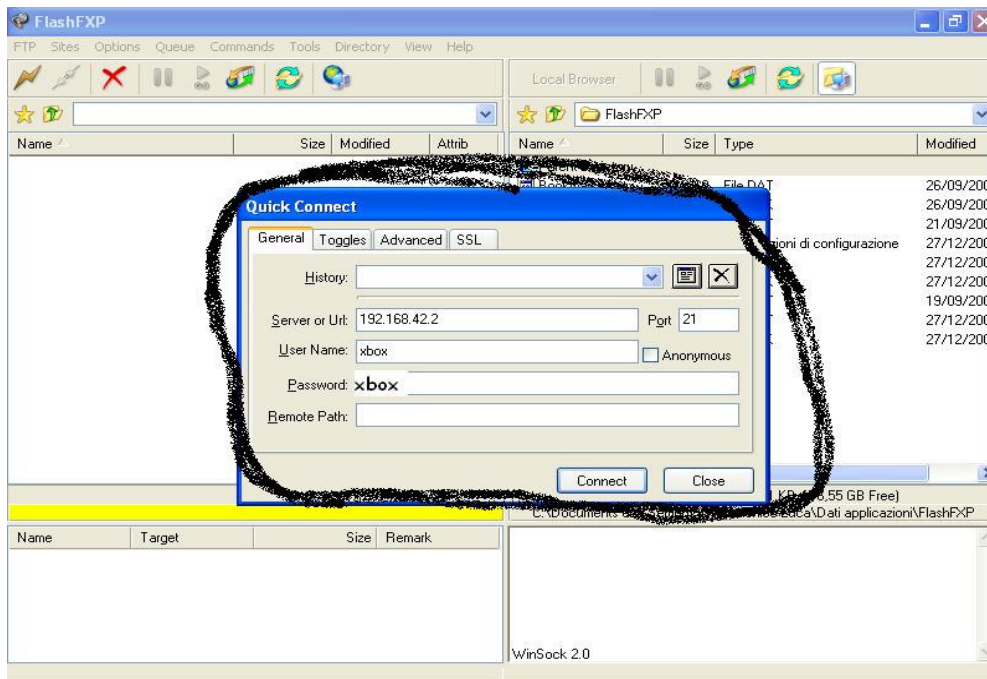 FlashFXP
FTP Sites Options Queue Commands Tools Directory View Help
Local Browser
FlashFXP
Name Size Modified Attrib
Name Size Type Modified
File DAT 26/09/200
26/09/200
21/09/200
zioni di configurazione 27/12/200
27/12/200
27/12/200
19/09/200
27/12/200
27/12/200
Quick Connect
General Toggles Advanced SSL
History:
Server or Url: 192.168.42.2 Port 21
User Name: xbox Anonymous
Password: xbox
Remote Path:
Connect Close
,55 GB Free)
\Dati applicazioni\FlashFXP
Name Target Size Remark
WinSock 2.0